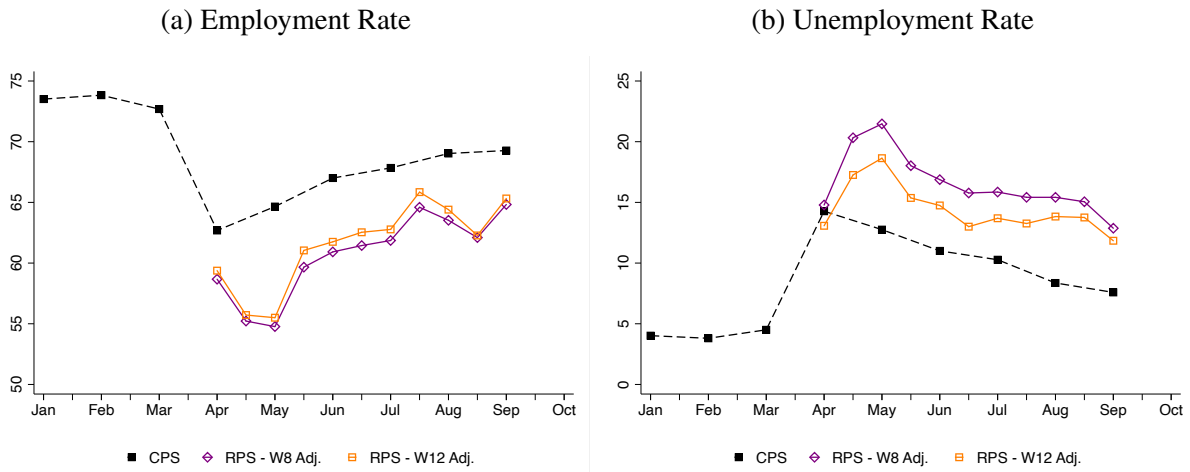 (a) Employment Rate
75
70
65
60
55
50
Jan Feb Mar Apr May Jun Jul Aug Sep Oct
CPS RPS - W8 Adj. RPS - W12 Adj.
(b) Unemployment Rate
25
20
15
10
5
0
Jan Feb Mar Apr May Jun Jul Aug Sep Oct
CPS RPS - W8 Adj. RPS - W12 Adj.